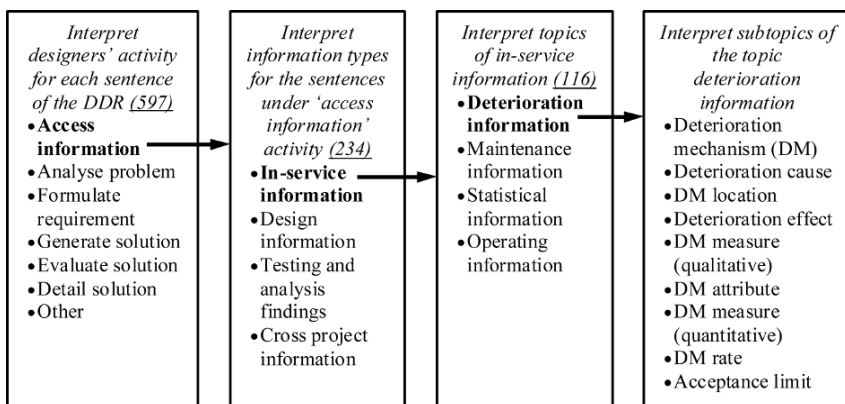 Interpret
designers' activity
for each sentence
of the DDR (597)
•Access
information
•Analyse problem
•Formulate
requirement
•Generate solution
•Evaluate solution
•Detail solution
•Other
Interpret
information types
for the sentences
under 'access
information'
activity (234)
•In-service
information
•Design
information
•Testing and
analysis
findings
•Cross project
information
Interpret topics
of in-service
information (116)
•Deterioration
information
•Maintenance
information
•Statistical
information
•Operating
information
Interpret subtopics of
the topic
deterioration
information
•Deterioration
mechanism (DM)
•Deterioration cause
•DM location
•Deterioration effect
•DM measure
(qualitative)
•DM attribute
•DM measure
(quantitative)
•DM rate
•Acceptance limit